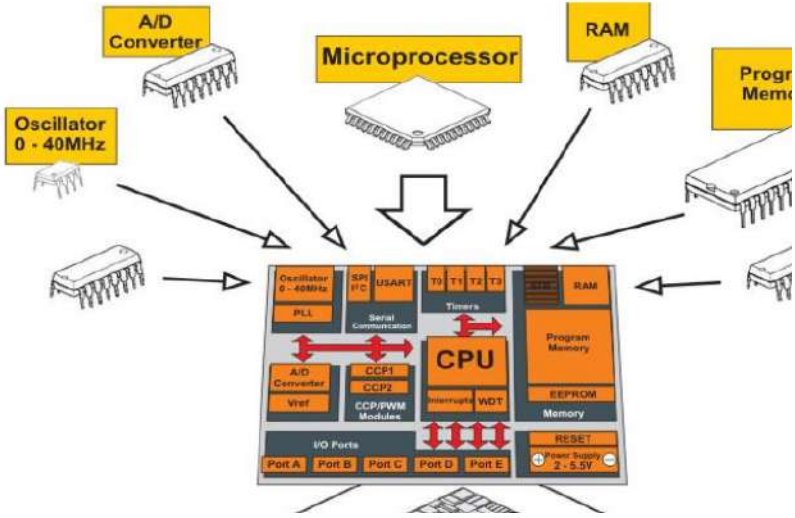 A/D
Converter
Microprocessor
RAM
Progr
Memo
Oscillator
0 - 40MHz
Oscillator
0 - 40MHz
PLL
SPI
I²C
USART
Serial
Communication
T0 T1 T2 T3
Timers
RAM
Program
Memory
EEPROM
Memory
A/D
Converter
Vref
CCP1
CCP2
CCP/PWM
Modules
CPU
Interrupts
WDT
I/O Ports
Port A
Port B
Port C
Port D
Port E
RESET
Power Supply
2 - 5.5V